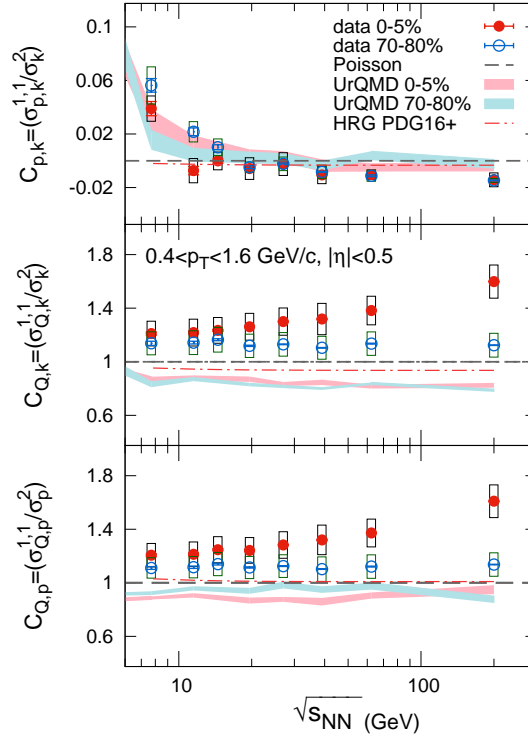 0.1
0.06
0.02
-0.02
C_{p,k}=(σ^{1,1}_{p,k}/σ^2_k)
data 0-5%
data 70-80%
Poisson
UrQMD 0-5%
UrQMD 70-80%
HRG PDG16+
1.8
1.4
1
0.6
C_{Q,k}=(σ^{1,1}_{Q,k}/σ^2_k)
0.4<p_T<1.6 GeV/c, |η|<0.5
1.8
1.4
1
0.6
C_{Q,p}=(σ^{1,1}_{Q,p}/σ^2_p)
10 100
√s_{NN} (GeV)